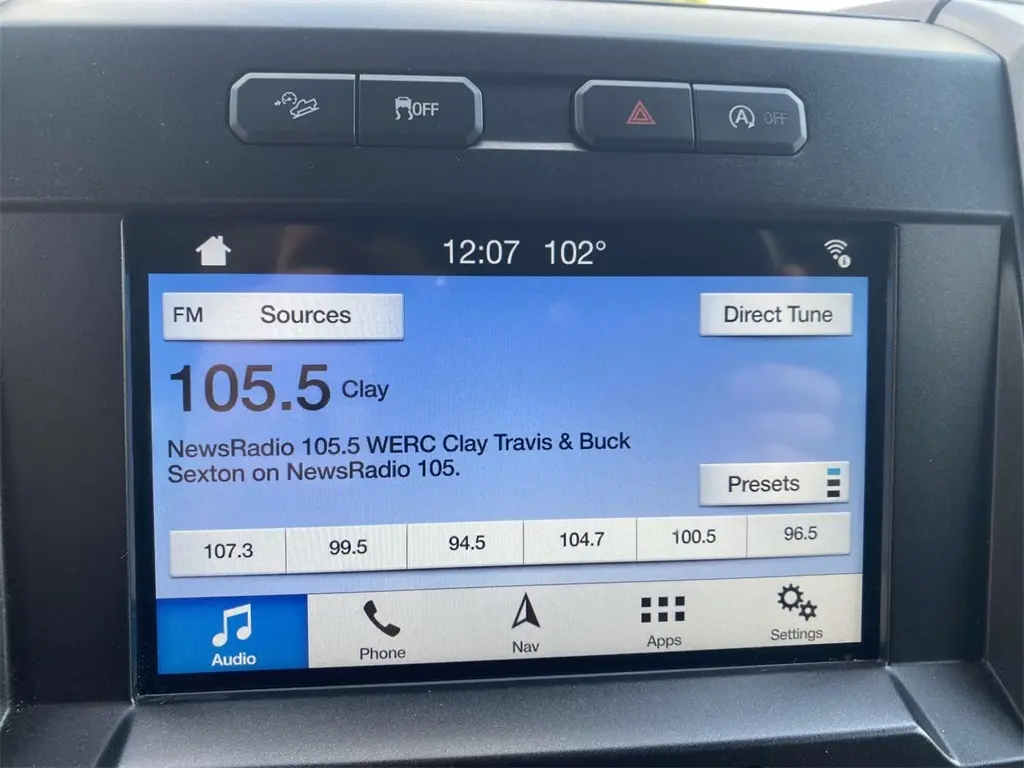 OFF
A OFF
12:07 102°
FM Sources
Direct Tune
105.5 Clay
NewsRadio 105.5 WERC Clay Travis & Buck
Sexton on NewsRadio 105.
Presets
107.3 99.5 94.5 104.7 100.5 96.5
Audio Phone Nav Apps Settings